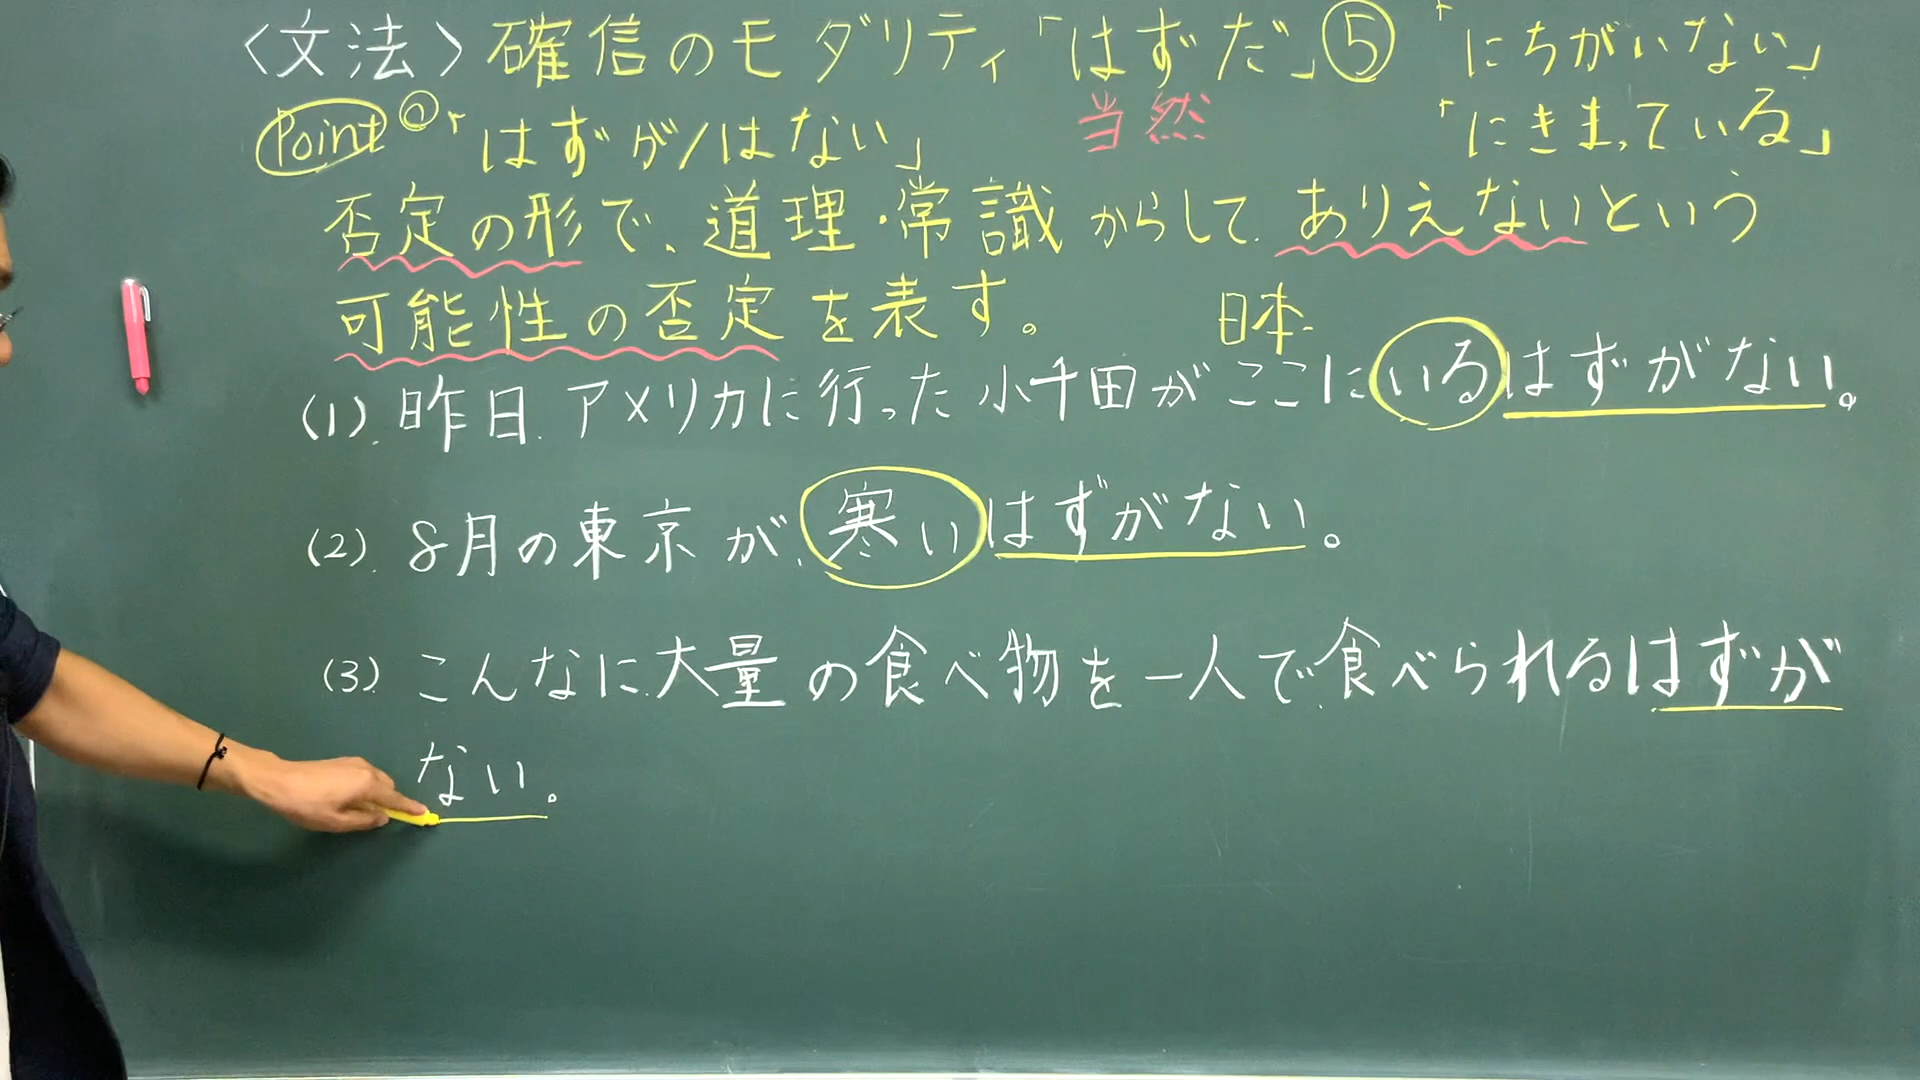 〈文法〉確信のモダリティ「はずだ」⑤ 「にちがいない」
当然 「にきまっている」
Point① 「はずが/はない」
否定の形で、道理・常識からして、ありえないという
可能性の否定を表す。
日本
(1). 昨日、アメリカに行った小千田がここにいるはずがない。
(2). 8月の東京が、寒いはずがない。
(3). こんなに、大量の食べ物を一人で、食べられるはずが
ない。